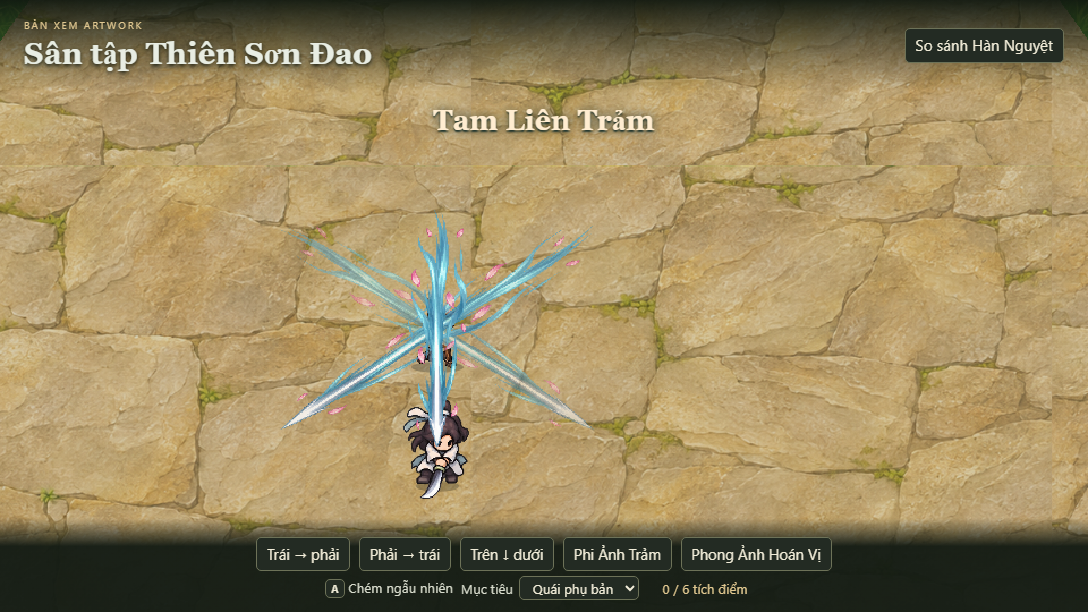 BẢN XEM ARTWORK
Sân tập Thiên Sơn Đao
So sánh Hàn Nguyệt
Tam Liên Trảm
Trái → phải
Phải → trái
Trên ↓ dưới
Phi Ảnh Trảm
Phong Ảnh Hoán Vị
A Chém ngẫu nhiên Mục tiêu Quái phụ bản 0 / 6 tích điểm